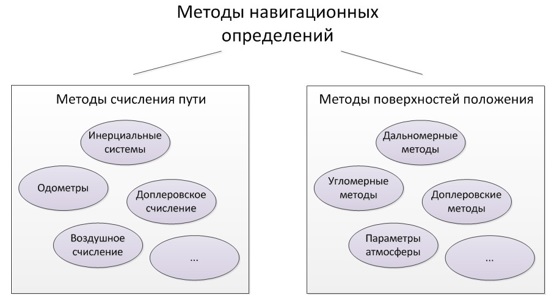 Методы навигационных
определений
Методы счисления пути
Инерциальные
системы
Одометры
Доплеровское
счисление
Воздушное
счисление
...
Методы поверхностей положения
Дальномерные
методы
Угломерные
методы
Доплеровские
методы
Параметры
атмосферы
...